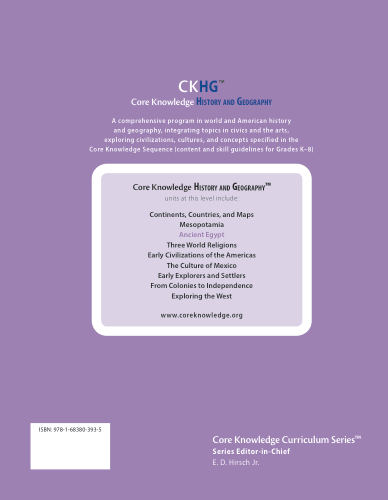 CKHG™
Core Knowledge HISTORY AND GEOGRAPHY
A comprehensive program in world and American history
and geography, integrating topics in civics and the arts,
exploring civilizations, cultures, and concepts specified in the
Core Knowledge Sequence (content and skill guidelines for Grades K–8)
Core Knowledge HISTORY AND GEOGRAPHY™
units at this level include
Continents, Countries, and Maps
Mesopotamia
Ancient Egypt
Three World Religions
Early Civilizations of the Americas
The Culture of Mexico
Early Explorers and Settlers
From Colonies to Independence
Exploring the West
www.coreknowledge.org
ISBN: 978-1-68380-393-5
Core Knowledge Curriculum Series™
Series Editor-in-Chief
E. D. Hirsch Jr.